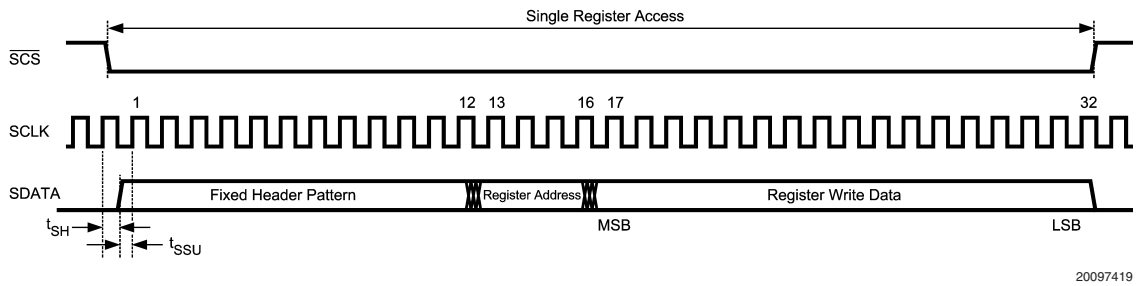 Single Register Access
SCS
1 12 13 16 17 32
SCLK
SDATA Fixed Header Pattern Register Address Register Write Data
tSH MSB LSB
tSSU
20097419